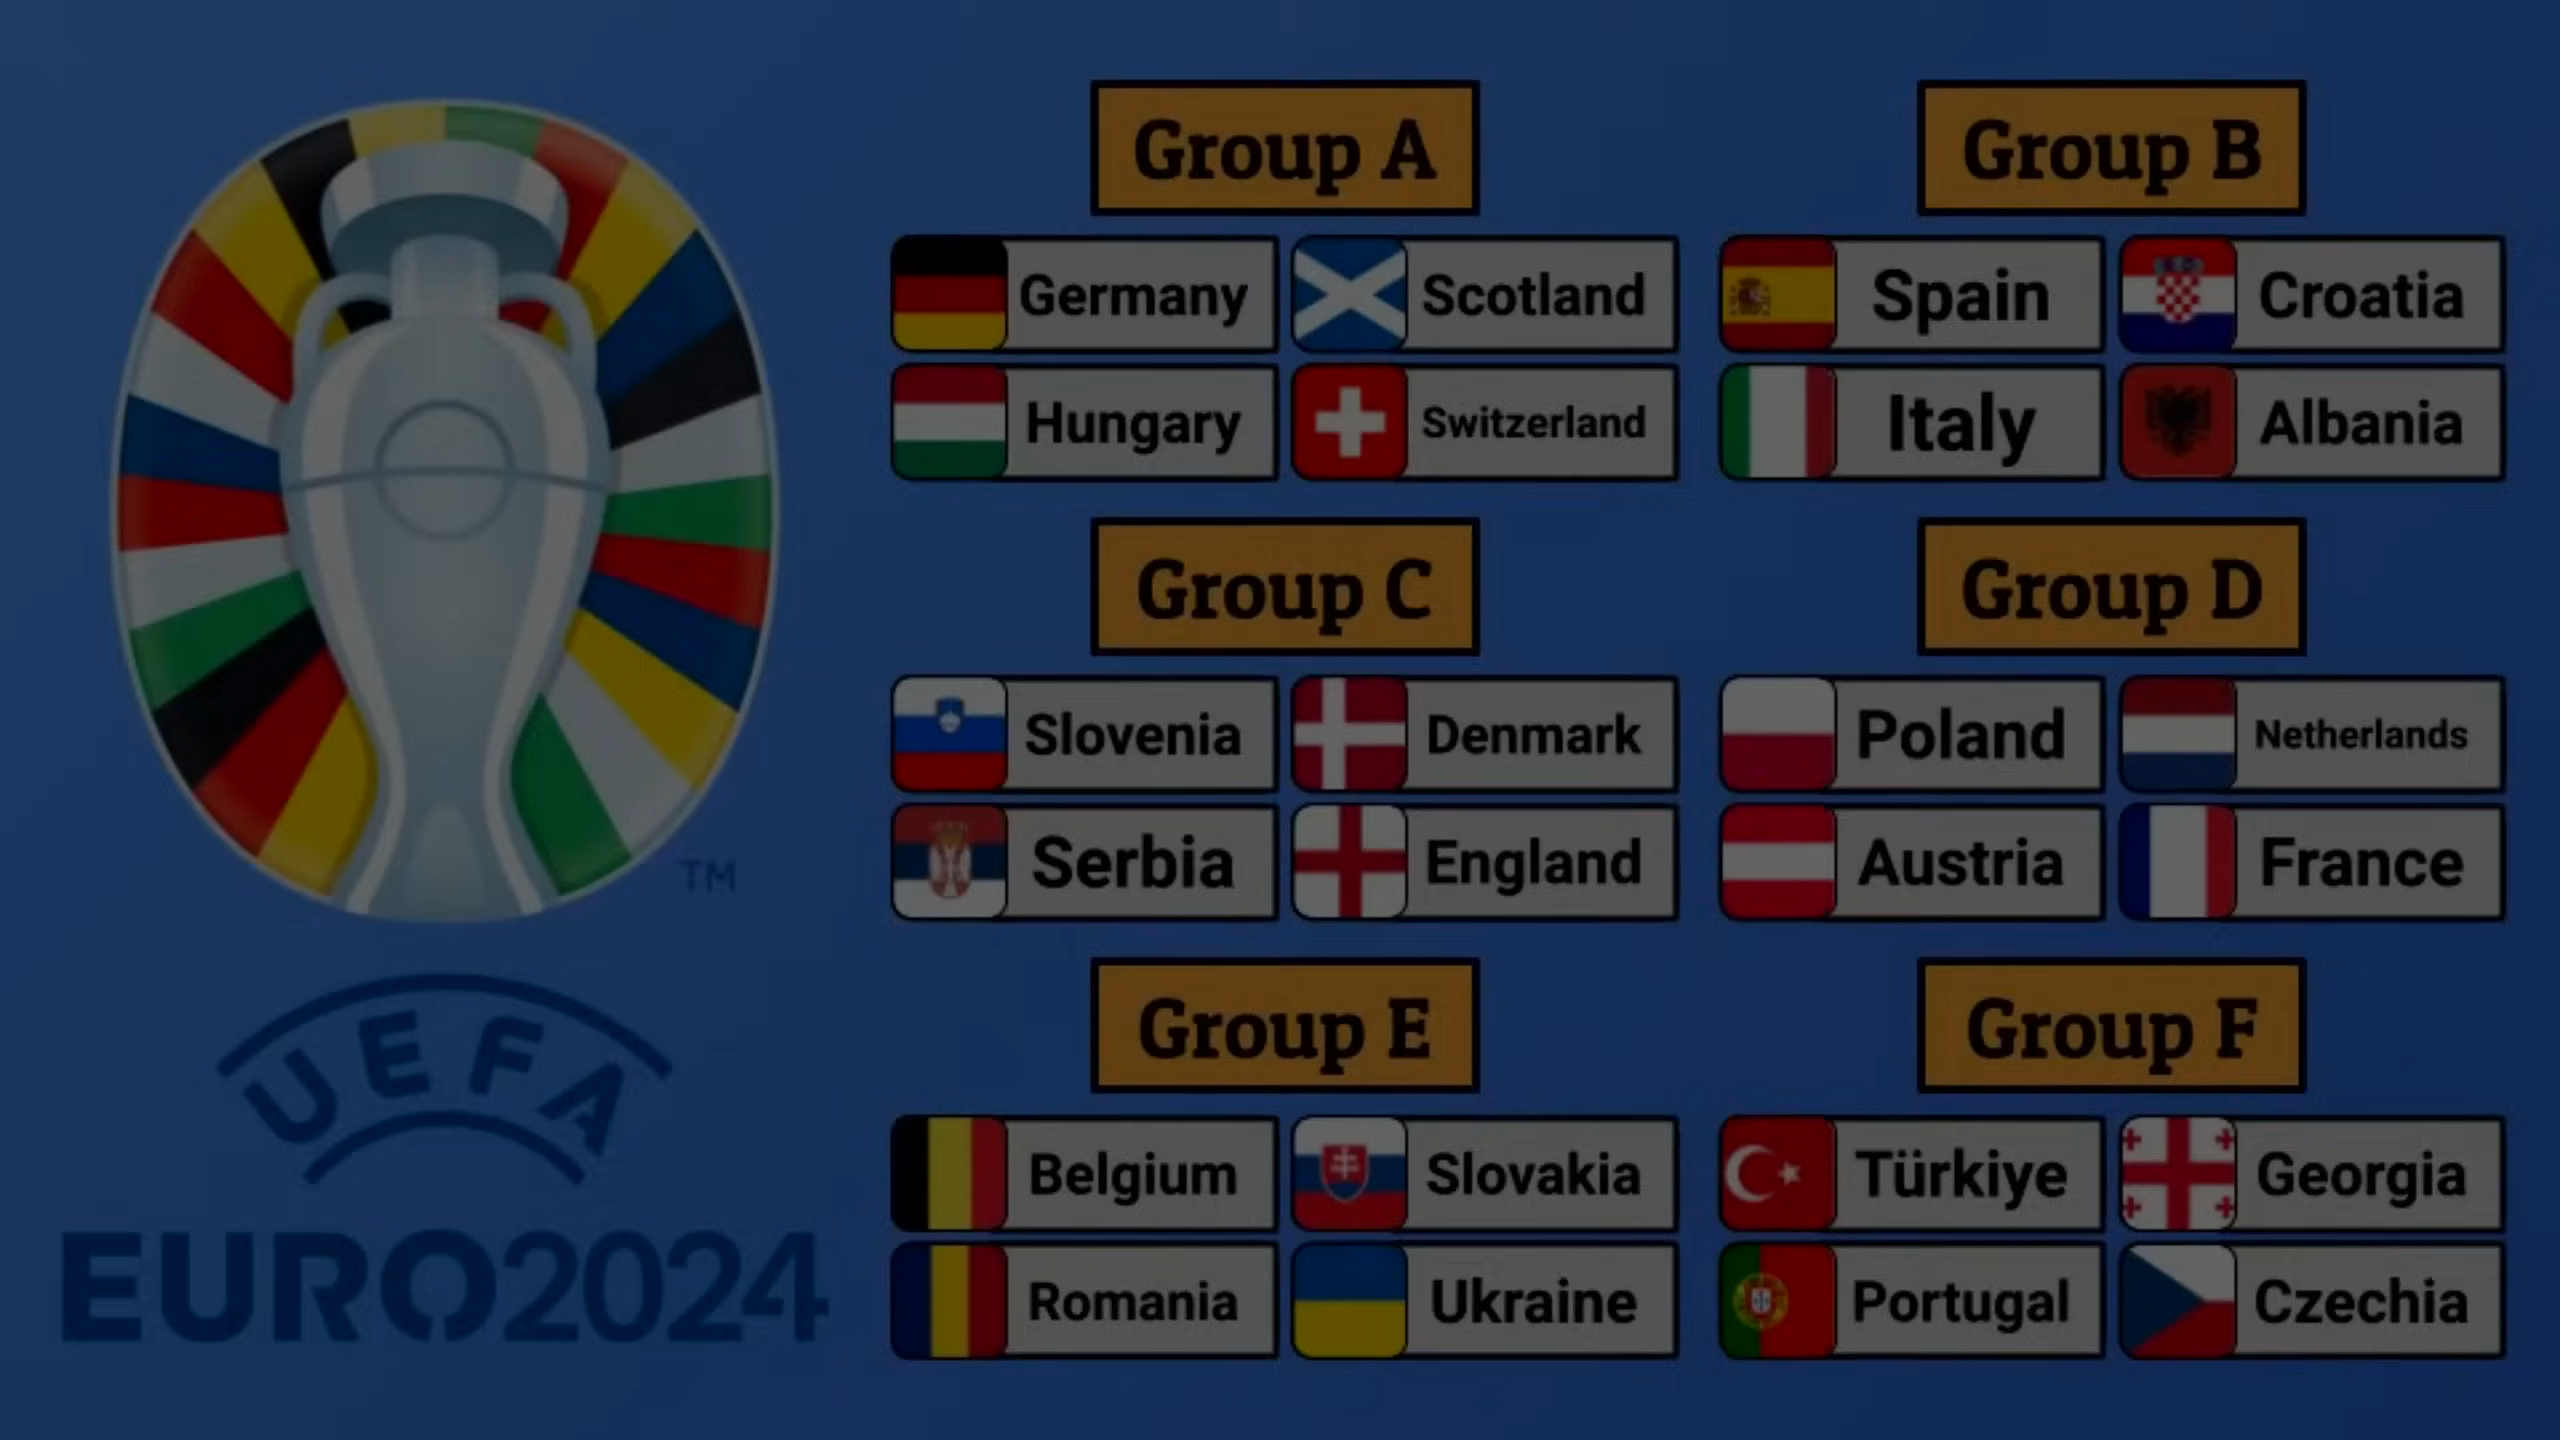 Group A
Germany
Scotland
Hungary
Switzerland
Group B
Spain
Croatia
Italy
Albania
Group C
Slovenia
Denmark
Serbia
England
Group D
Poland
Netherlands
Austria
France
Group E
Belgium
Slovakia
Romania
Ukraine
Group F
Türkiye
Georgia
Portugal
Czechia
TM
UEFA
EURO2024